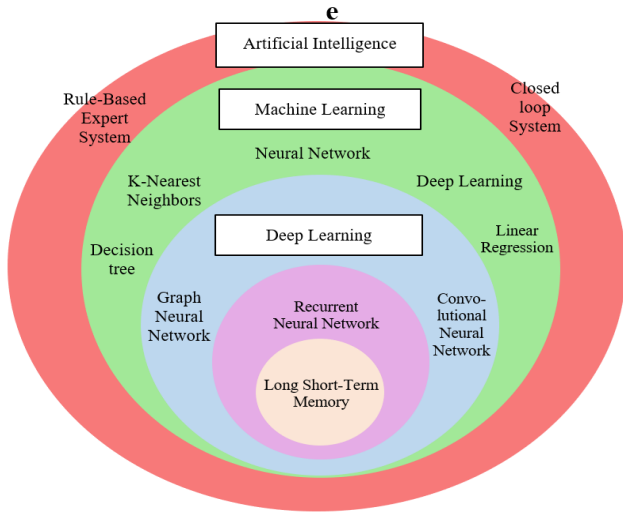 e
Artificial Intelligence
Rule-Based
Expert
System
Closed
loop
System
Machine Learning
Neural Network
K-Nearest
Neighbors
Deep Learning
Deep Learning
Decision
tree
Linear
Regression
Graph
Neural
Network
Recurrent
Neural Network
Convo-
lutional
Neural
Network
Long Short-Term
Memory